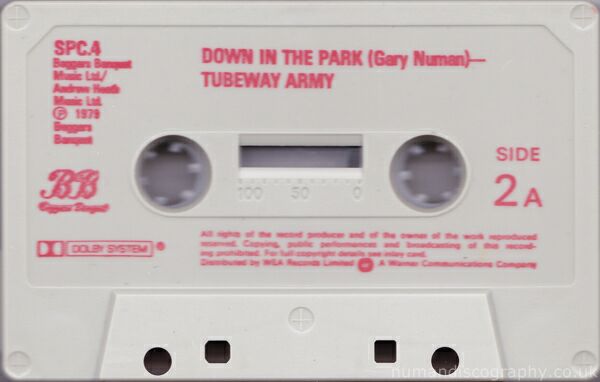 SPC.4
Beggars Banquet
Music Ltd./
Andrew Heath
Music Ltd.
Ⓟ 1979
Beggars
Banquet
DOWN IN THE PARK (Gary Numan)—
TUBEWAY ARMY
100 50 0
SIDE
2A
BB
Beggars Banquet
DOLBY SYSTEM ®
All rights of the record producer and of the owner of the work reproduced
reserved. Copying, public performances and broadcasting of this record-
ing prohibited. For full copyright details see inlay card.
Distributed by WEA Records Limited A Warner Communications Company
numandiscography.co.uk